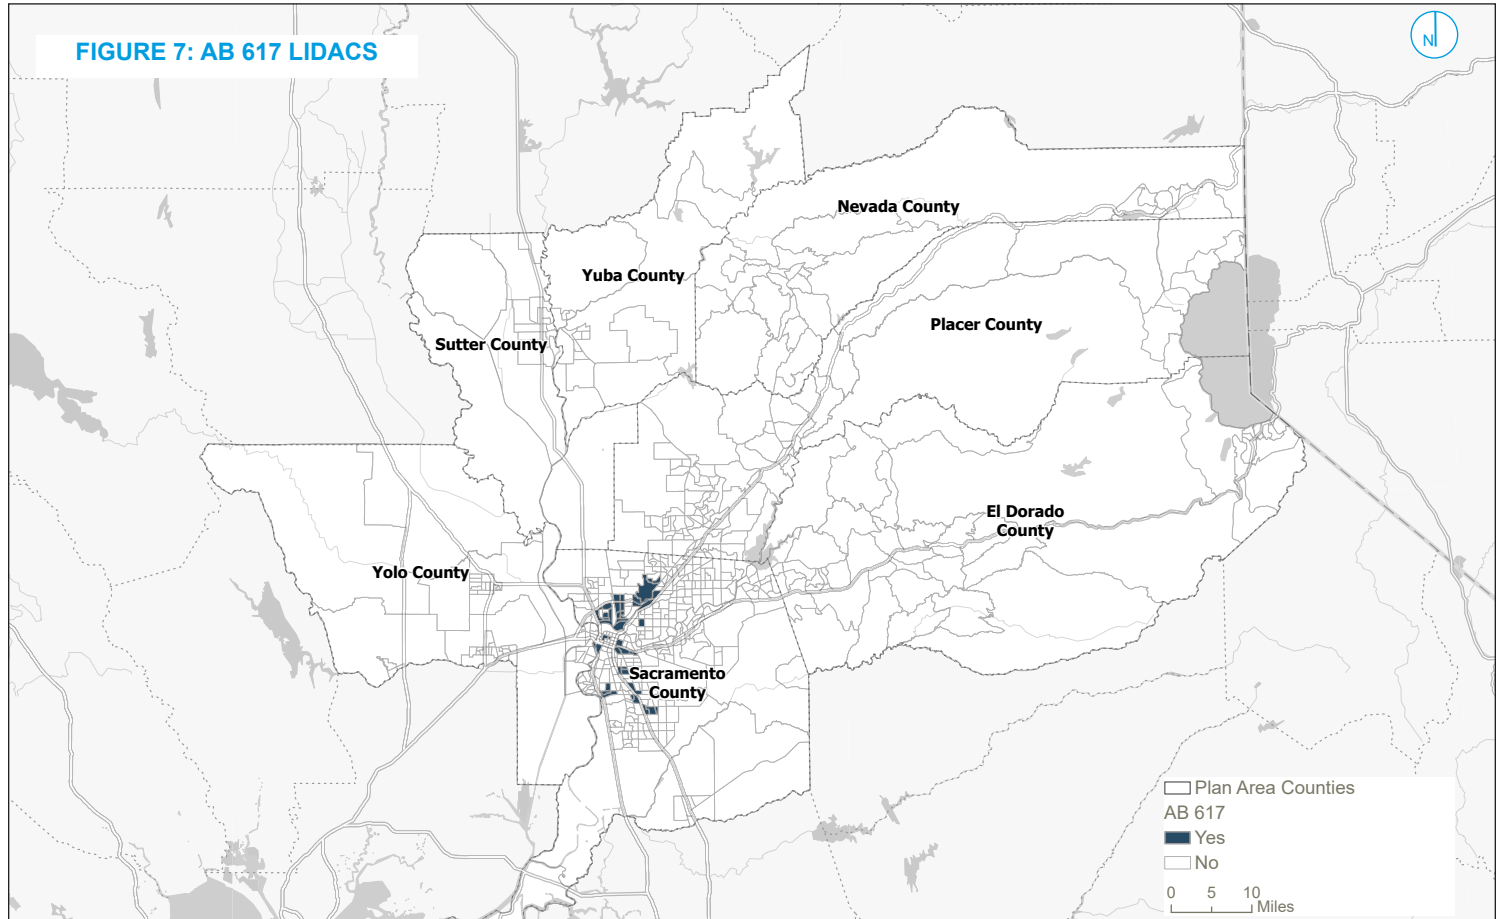 FIGURE 7: AB 617 LIDACS
N
Nevada County
Yuba County
Placer County
Sutter County
El Dorado
County
Yolo County
Sacramento
County
Plan Area Counties
AB 617
Yes
No
0 5 10
Miles